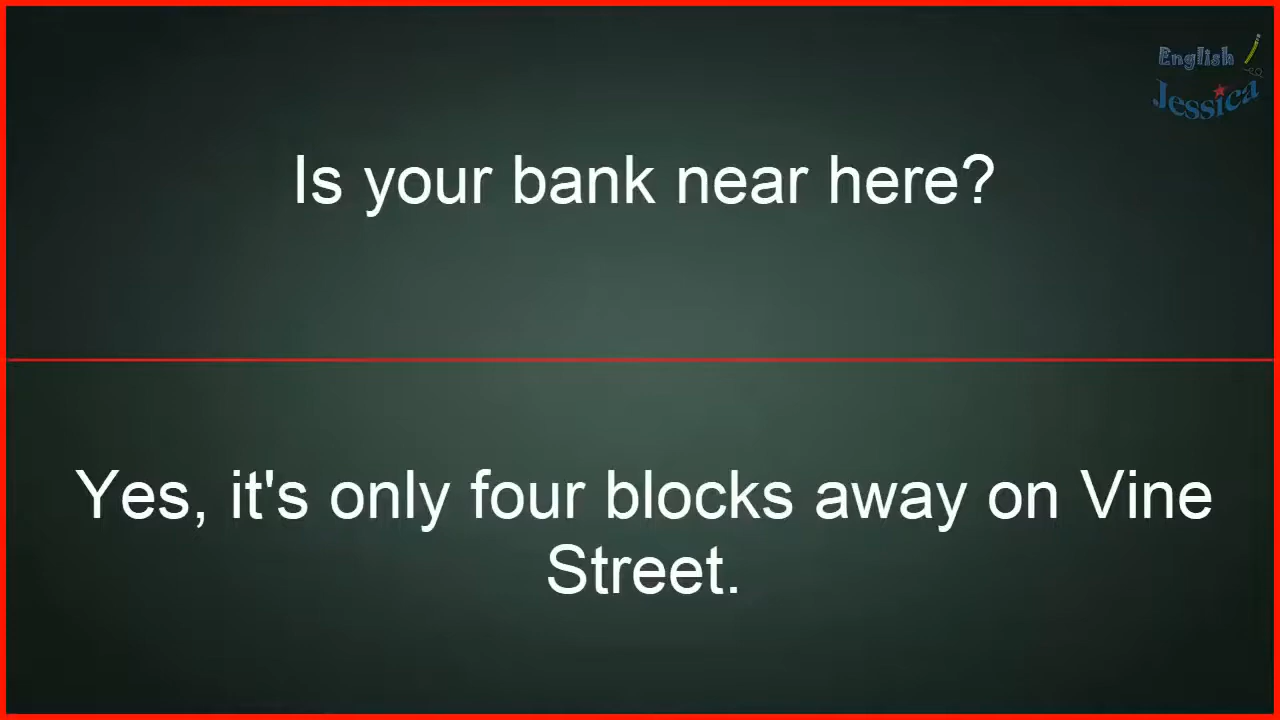 English
Jessica
Is your bank near here?
Yes, it's only four blocks away on Vine
Street.